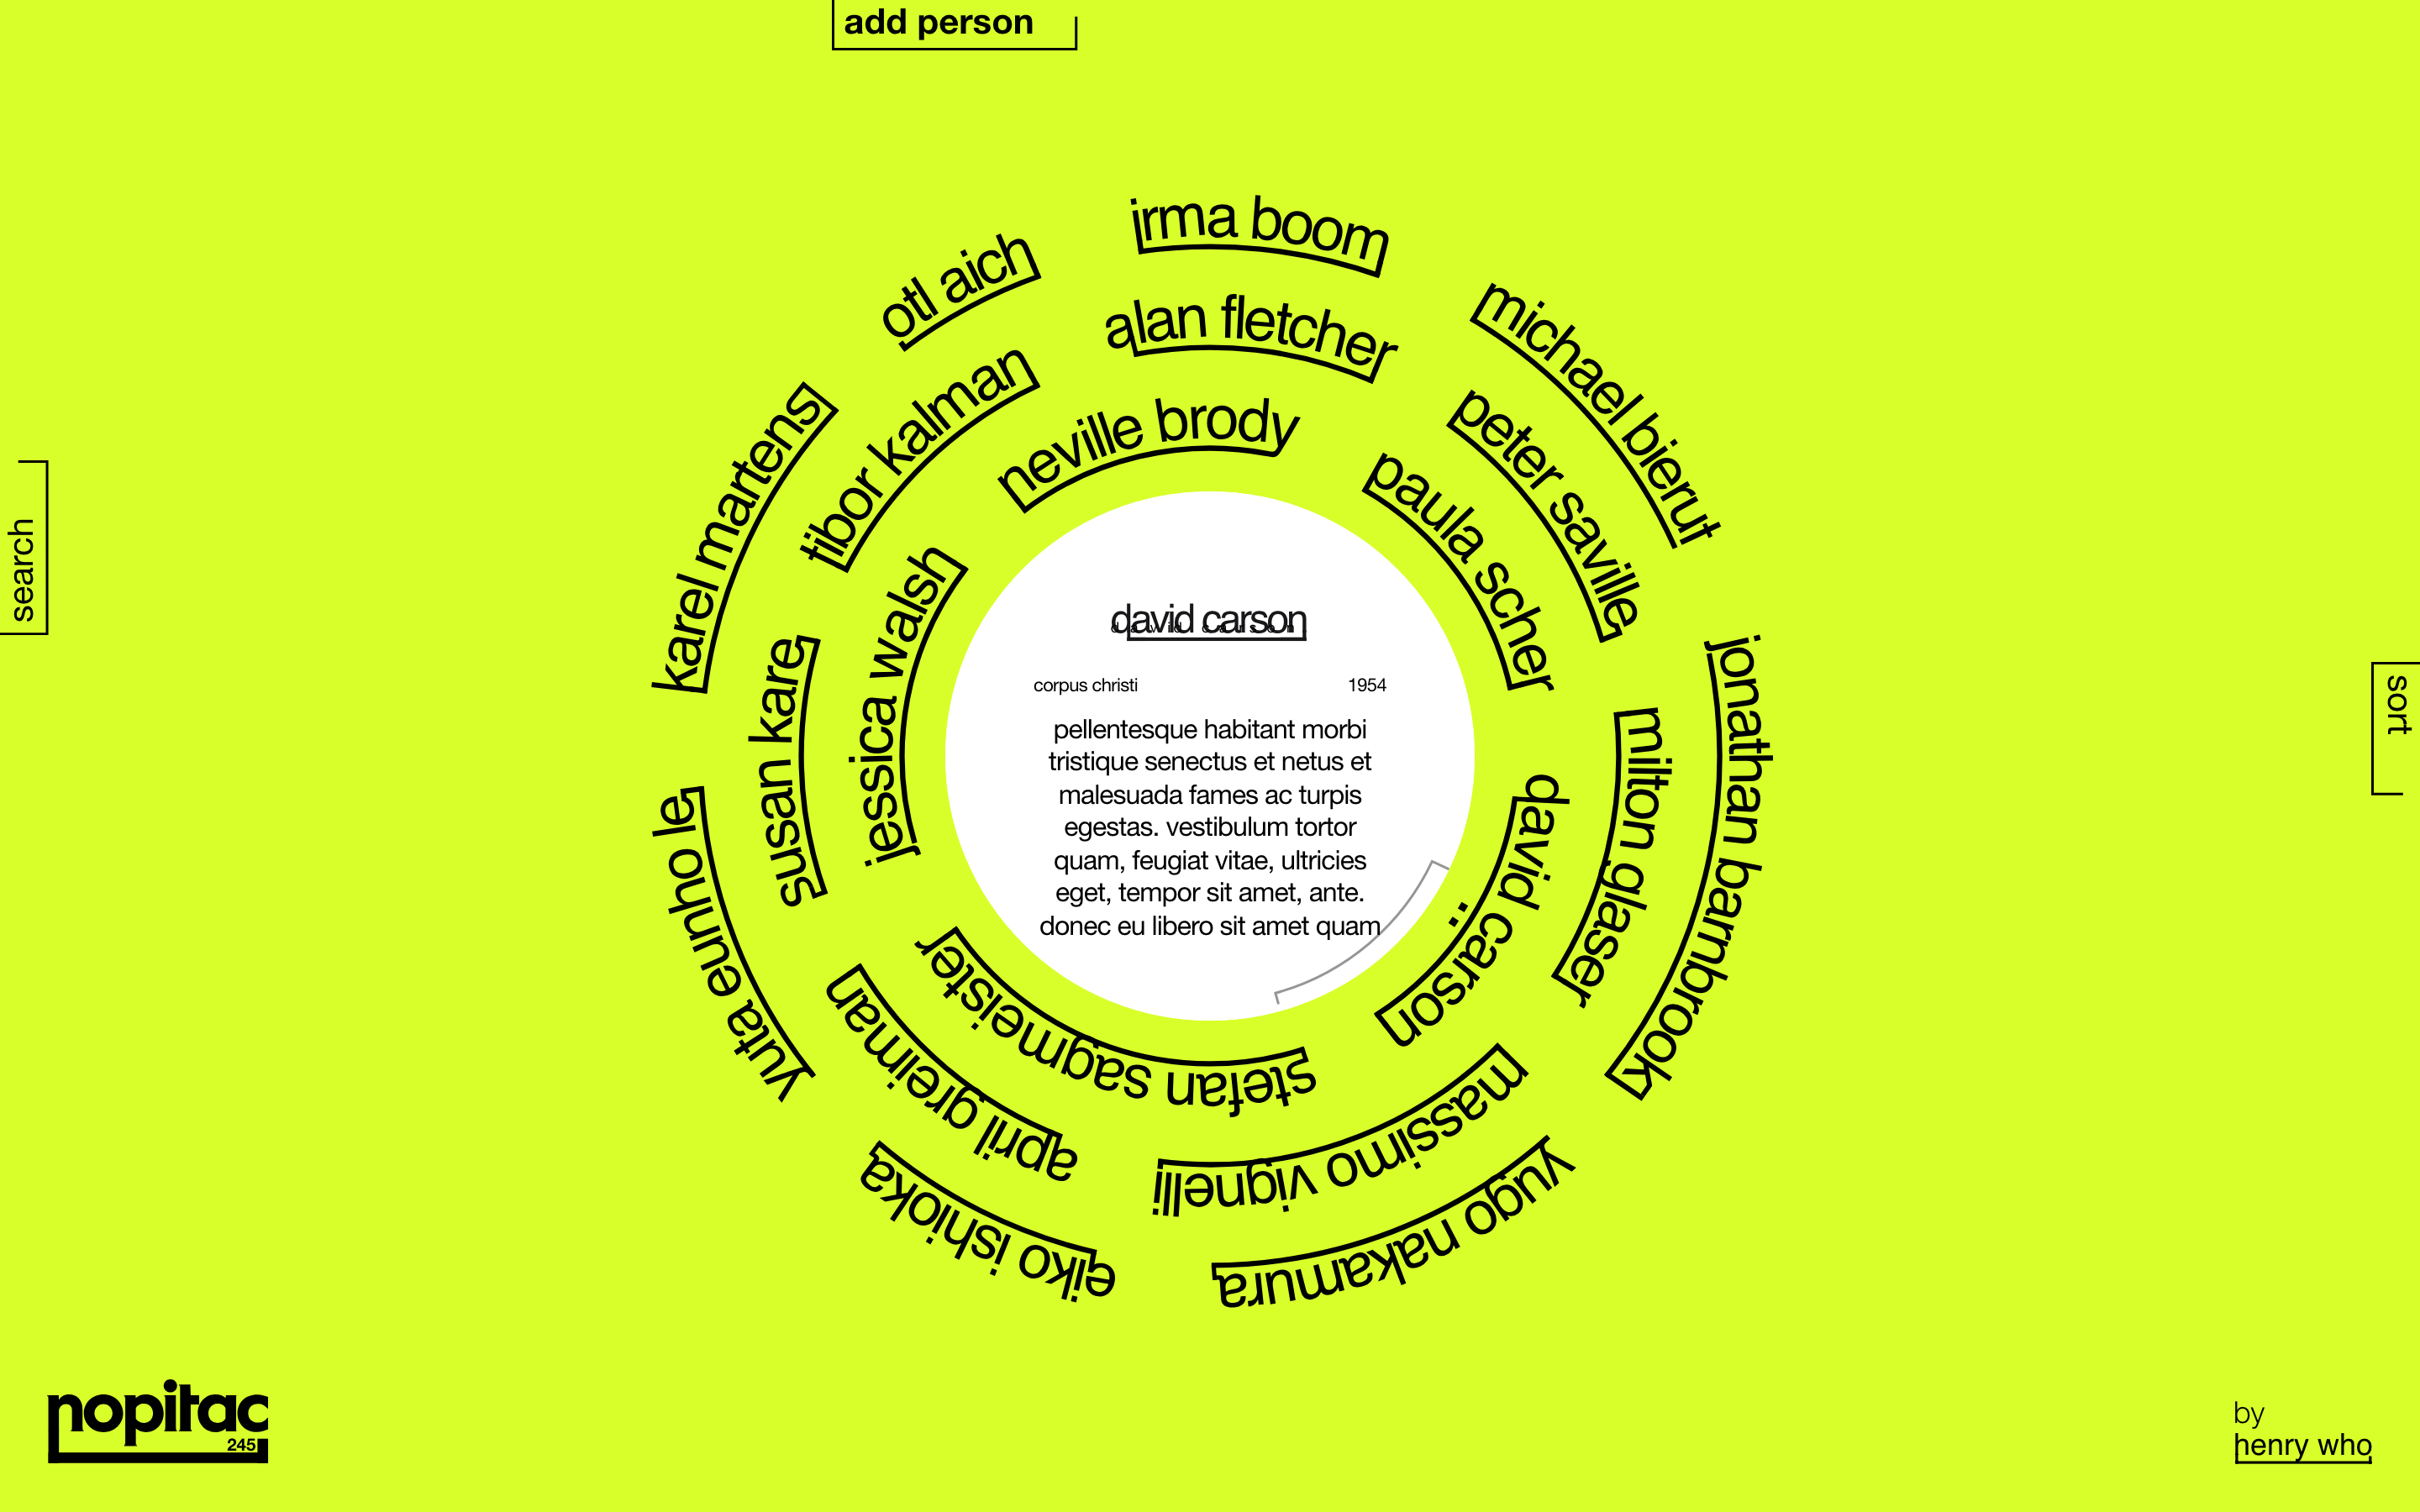 add person
irma boom
otl aich
michael bierut
alan fletcher
tibor kalman
peter saville
karel martens
neville brody
paula scher
search
jessica walsh
susan kare
jonathan barnbrook
sort
milton glaser
david carson
david carson
david carson
corpus christi
1954
pellentesque habitant morbi
tristique senectus et netus et
malesuada fames ac turpis
egestas. vestibulum tortor
quam, feugiat vitae, ultricies
eget, tempor sit amet, ante.
donec eu libero sit amet quam
yuta eunho le
stefan sagmeister
april greiman
massimo vignelli
eiko ishioka
yugo nakamura
nopitac
245
by
henry who